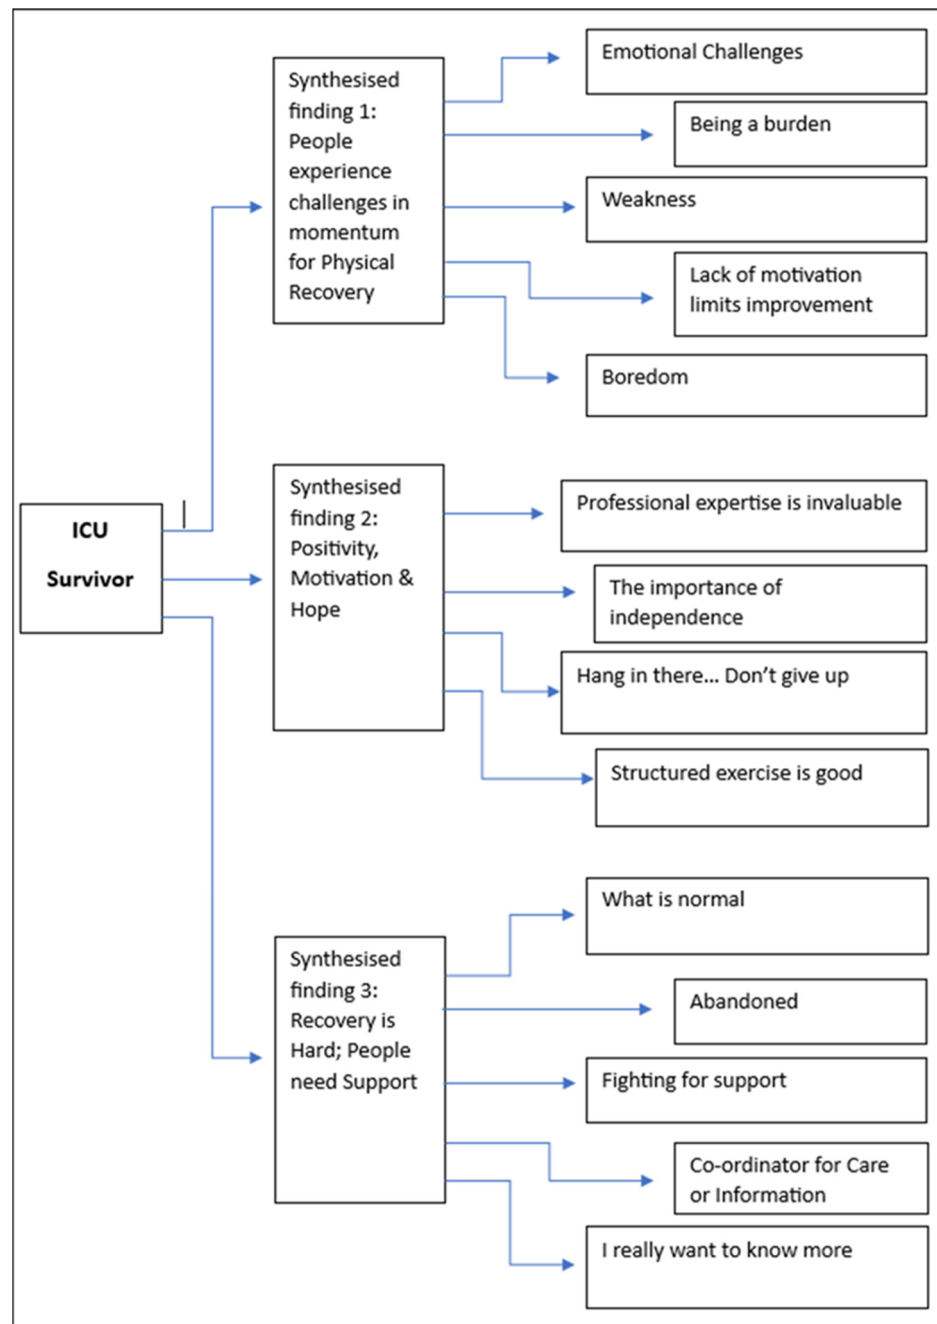 ICU
Survivor
Synthesised
finding 1:
People
experience
challenges in
momentum
for Physical
Recovery
Emotional Challenges
Being a burden
Weakness
Lack of motivation
limits improvement
Boredom
Synthesised
finding 2:
Positivity,
Motivation &
Hope
Professional expertise is invaluable
The importance of
independence
Hang in there... Don't give up
Structured exercise is good
Synthesised
finding 3:
Recovery is
Hard; People
need Support
What is normal
Abandoned
Fighting for support
Co-ordinator for Care
or Information
I really want to know more